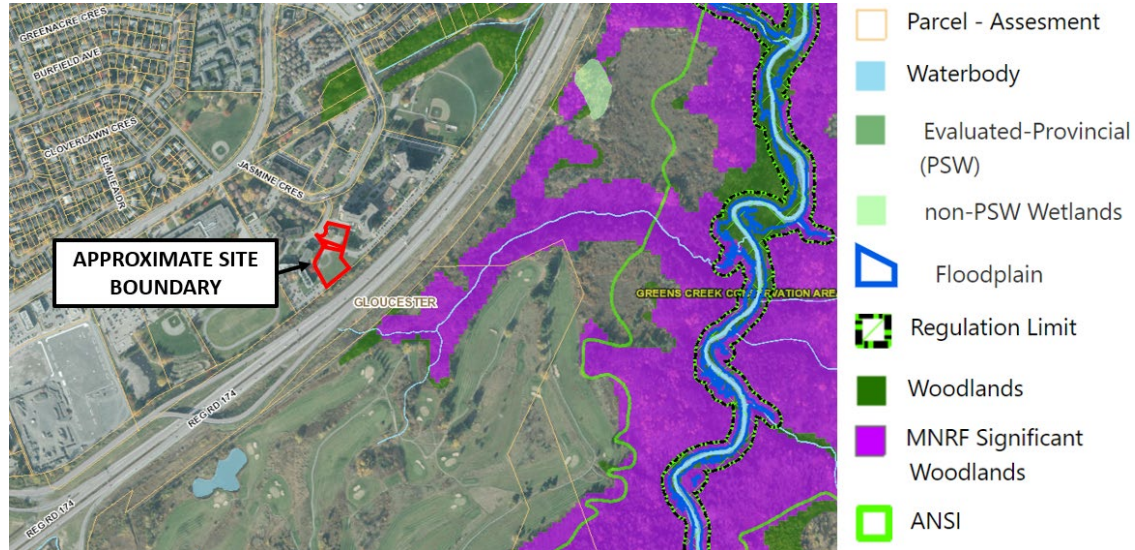 GREENACRE CRES
BURFIELD AVE
CLOVERLAWN CRES
ELMLEA DR
JASMINE CRES
APPROXIMATE SITE
BOUNDARY
GLOUCESTER
GREENS CREEK CONSERVATION AREA
REG RD 174
REG RD 174
Parcel - Assesment
Waterbody
Evaluated-Provincial
(PSW)
non-PSW Wetlands
Floodplain
Regulation Limit
Woodlands
MNRF Significant
Woodlands
ANSI